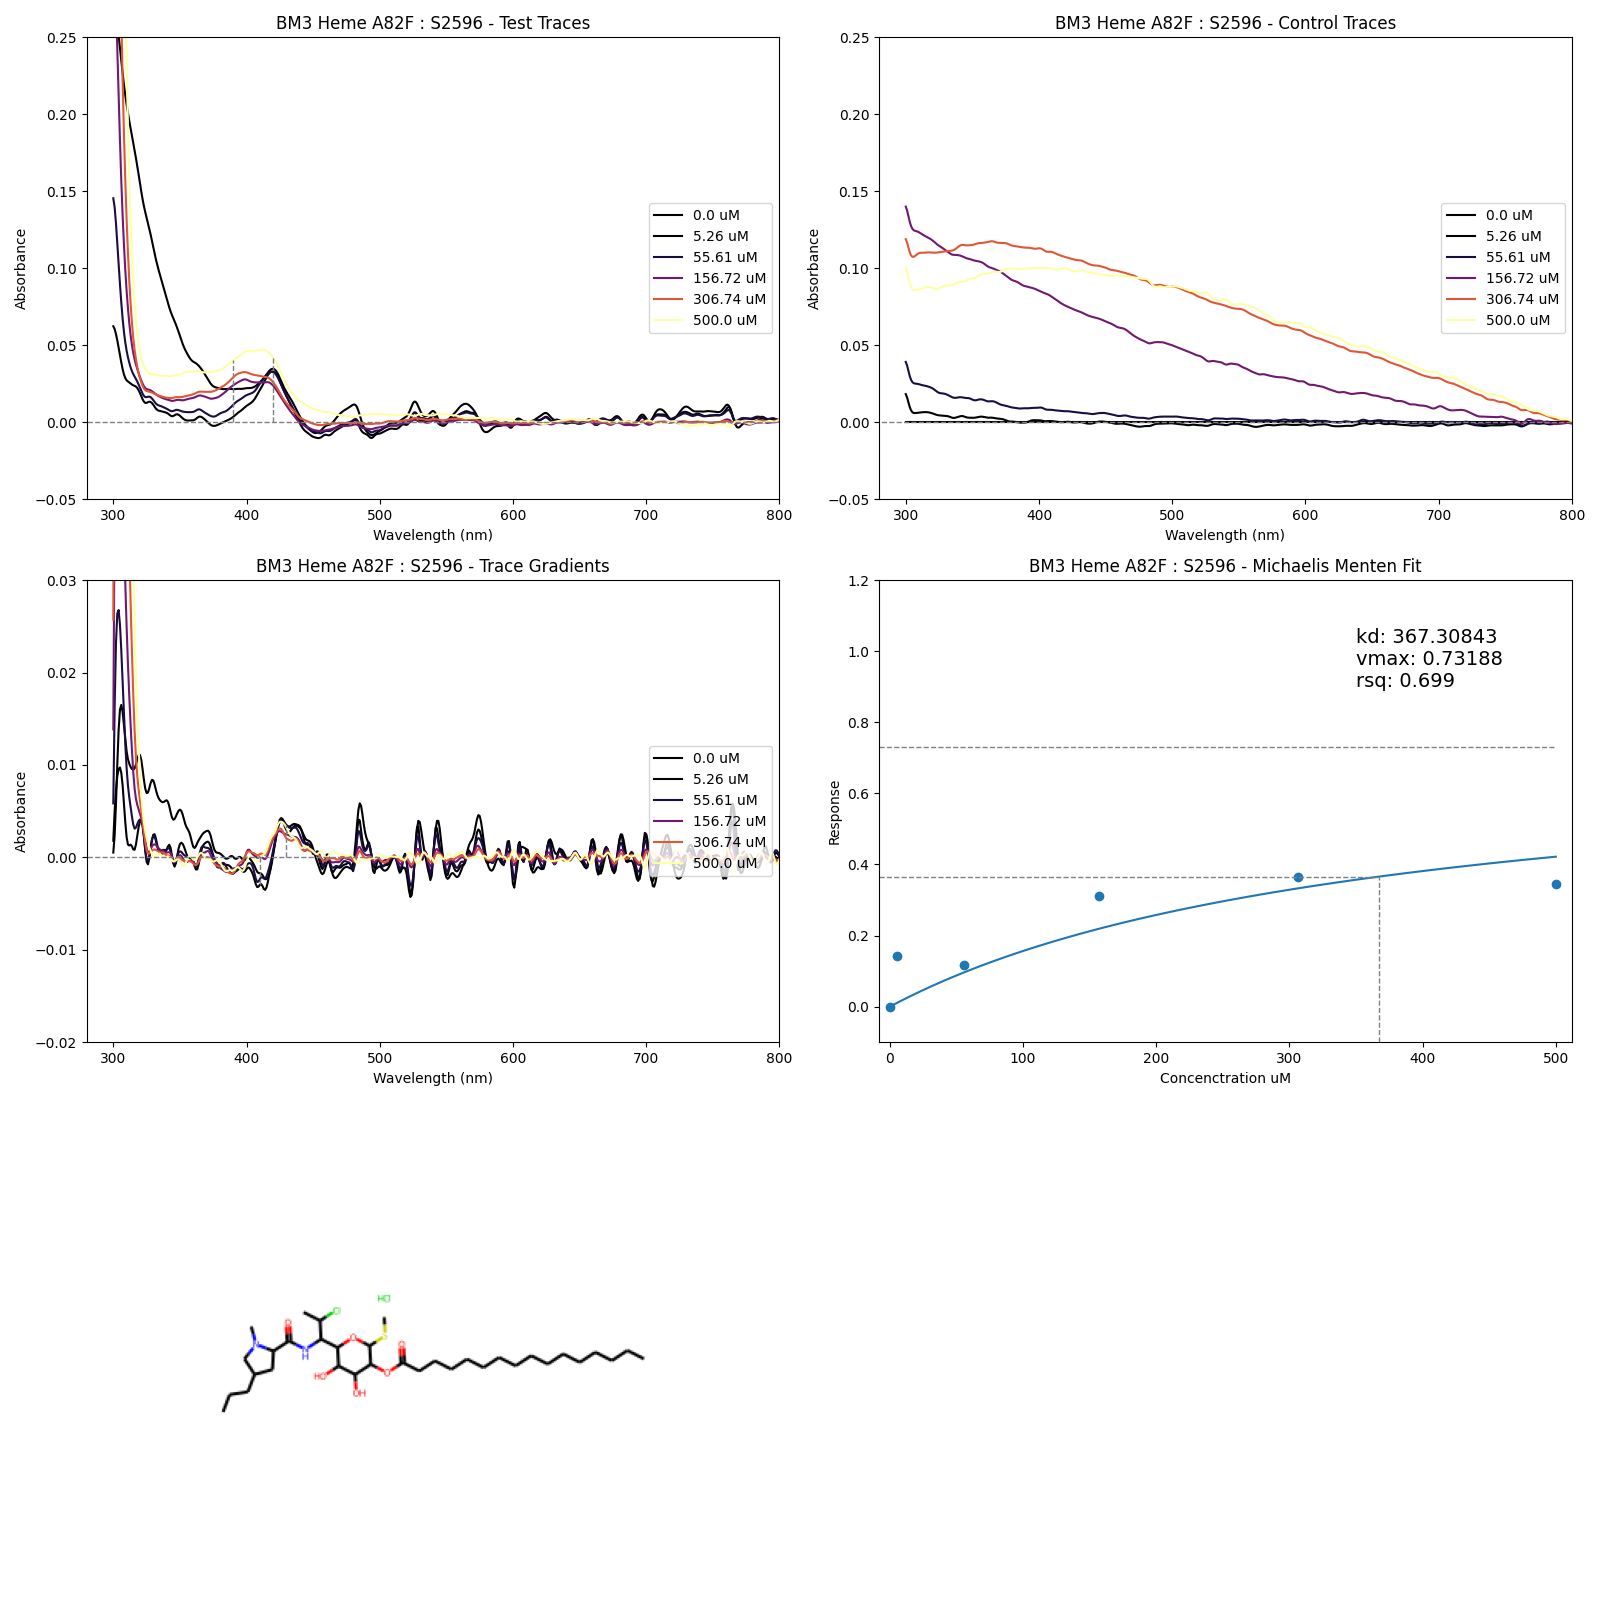 BM3 Heme A82F : S2596 - Test Traces
0.25
0.20
0.15
0.10
0.05
0.00
−0.05
Absorbance
300
400
500
600
700
800
Wavelength (nm)
0.0 uM
5.26 uM
55.61 uM
156.72 uM
306.74 uM
500.0 uM
BM3 Heme A82F : S2596 - Control Traces
0.25
0.20
0.15
0.10
0.05
0.00
−0.05
Absorbance
300
400
500
600
700
800
Wavelength (nm)
0.0 uM
5.26 uM
55.61 uM
156.72 uM
306.74 uM
500.0 uM
BM3 Heme A82F : S2596 - Trace Gradients
0.03
0.02
0.01
0.00
−0.01
−0.02
Absorbance
300
400
500
600
700
800
Wavelength (nm)
0.0 uM
5.26 uM
55.61 uM
156.72 uM
306.74 uM
500.0 uM
BM3 Heme A82F : S2596 - Michaelis Menten Fit
1.2
1.0
0.8
0.6
0.4
0.2
0.0
Response
kd: 367.30843
vmax: 0.73188
rsq: 0.699
0
100
200
300
400
500
Concenctration uM
HCl
Cl
O
N
N
H
O
S
O
O
HO
OH